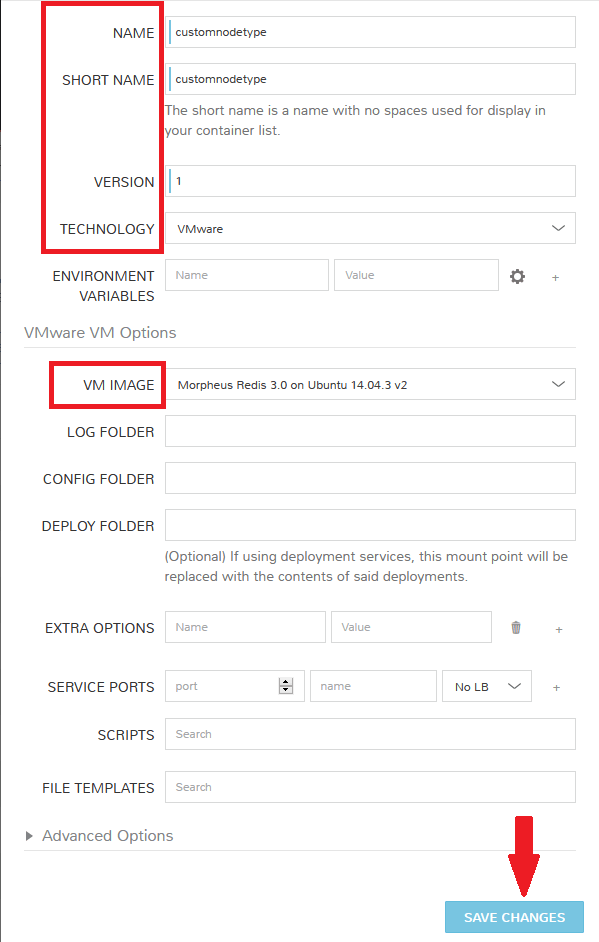 NAME customnodetype
SHORT NAME customnodetype
The short name is a name with no spaces used for display in
your container list.
VERSION 1
TECHNOLOGY VMware
ENVIRONMENT
VARIABLES
Name Value +
VMware VM Options
VM IMAGE Morpheus Redis 3.0 on Ubuntu 14.04.3 v2
LOG FOLDER
CONFIG FOLDER
DEPLOY FOLDER
(Optional) If using deployment services, this mount point will be
replaced with the contents of said deployments.
EXTRA OPTIONS Name Value +
SERVICE PORTS port name No LB +
SCRIPTS Search
FILE TEMPLATES Search
Advanced Options
SAVE CHANGES